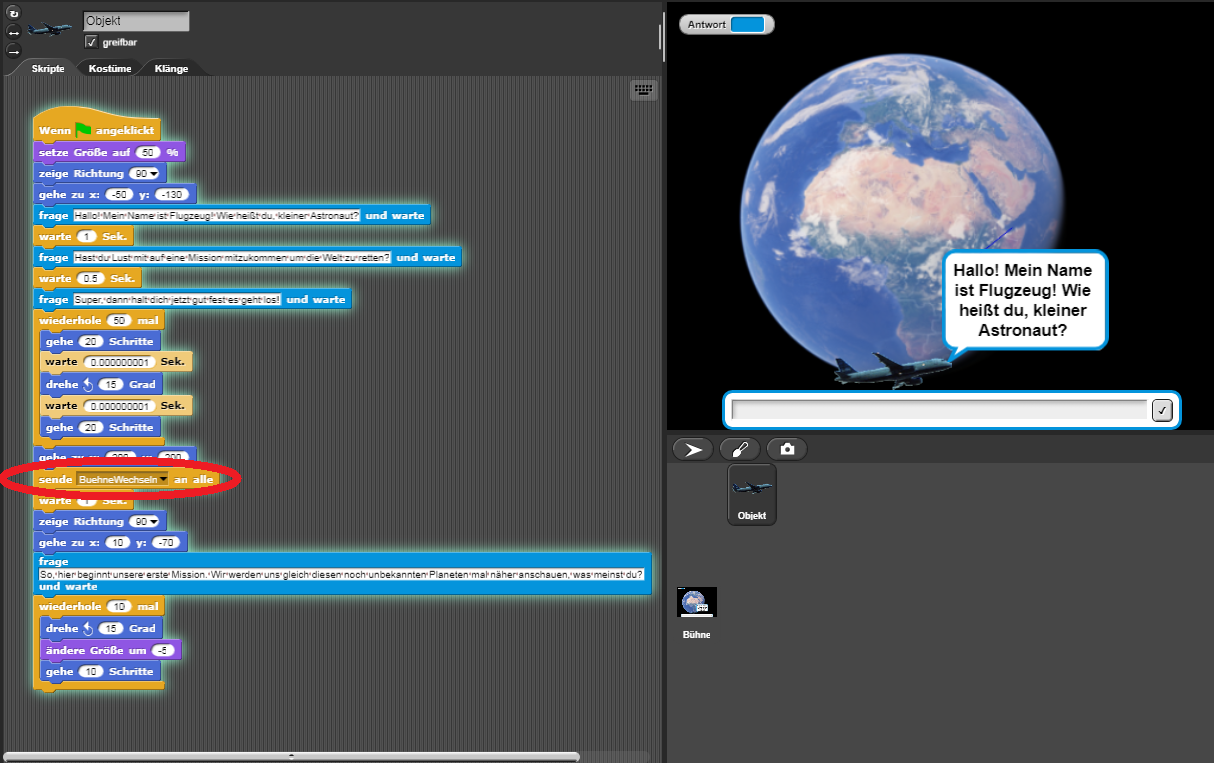 Objekt
greifbar
Skripte Kostüme Klänge
Wenn angeklickt
setze Größe auf 50 %
zeige Richtung 90
gehe zu x: -50 y: -130
frage Hallo! Mein Name ist Flugzeug! Wie heißt du, kleiner Astronaut? und warte
warte 1 Sek.
frage Hast du Lust mit auf eine Mission mitzukommen um die Welt zu retten? und warte
warte 0.5 Sek.
frage Super, dann halt dich jetzt gut fest es geht los! und warte
wiederhole 50 mal
gehe 20 Schritte
warte 0.000000001 Sek.
drehe 15 Grad
warte 0.000000001 Sek.
gehe 20 Schritte
gehe zu x: 200 y: 200
sende BuehneWechseln an alle
warte 1 Sek.
zeige Richtung 90
gehe zu x: 10 y: -70
frage
So, hier beginnt unsere erste Mission. Wir werden uns gleich diesen noch unbekannten Planeten mal näher anschauen, was meinst du?
und warte
wiederhole 10 mal
drehe 15 Grad
ändere Größe um -5
gehe 10 Schritte
Antwort
Hallo! Mein Name
ist Flugzeug! Wie
heißt du, kleiner
Astronaut?
Objekt
Bühne